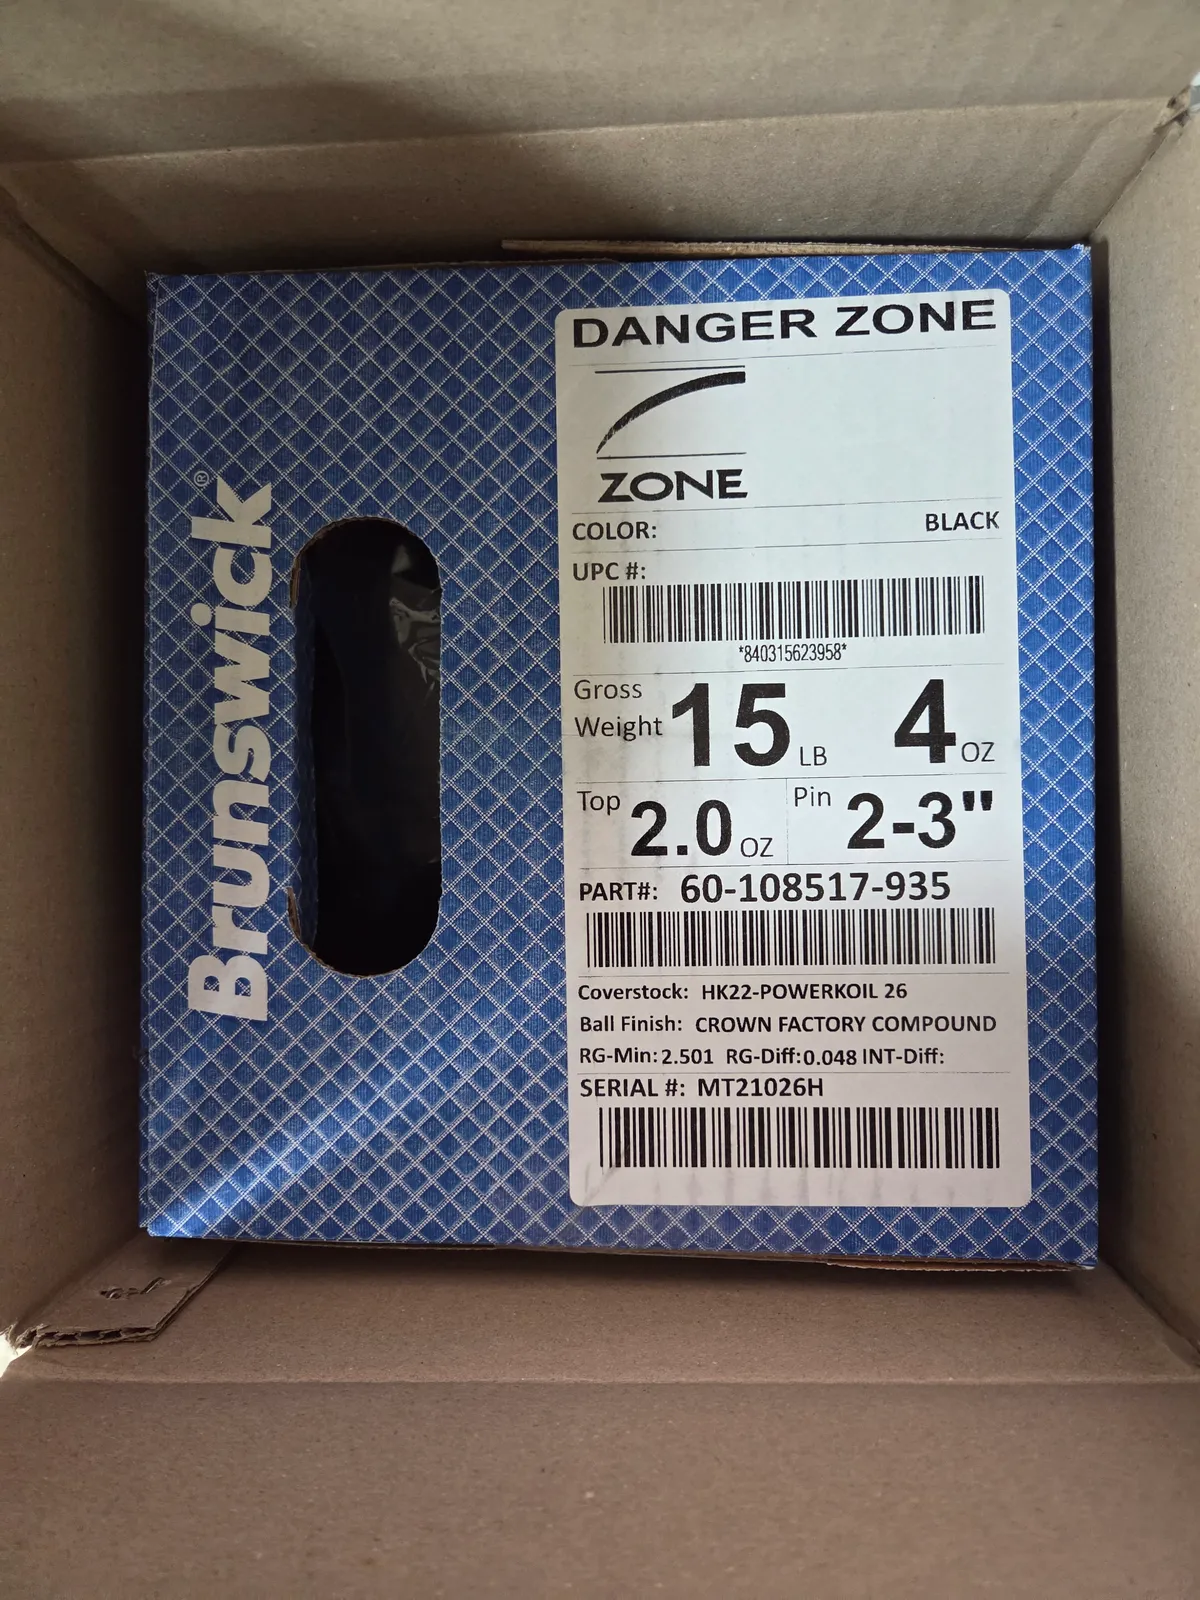 Brunswick®
DANGER ZONE
ZONE
COLOR: BLACK
UPC #:
*840315623958*
Gross Weight 15 LB 4 OZ
Top 2.0 OZ Pin 2-3"
PART#: 60-108517-935
Coverstock: HK22-POWERKOIL 26
Ball Finish: CROWN FACTORY COMPOUND
RG-Min: 2.501 RG-Diff: 0.048 INT-Diff:
SERIAL #: MT21026H